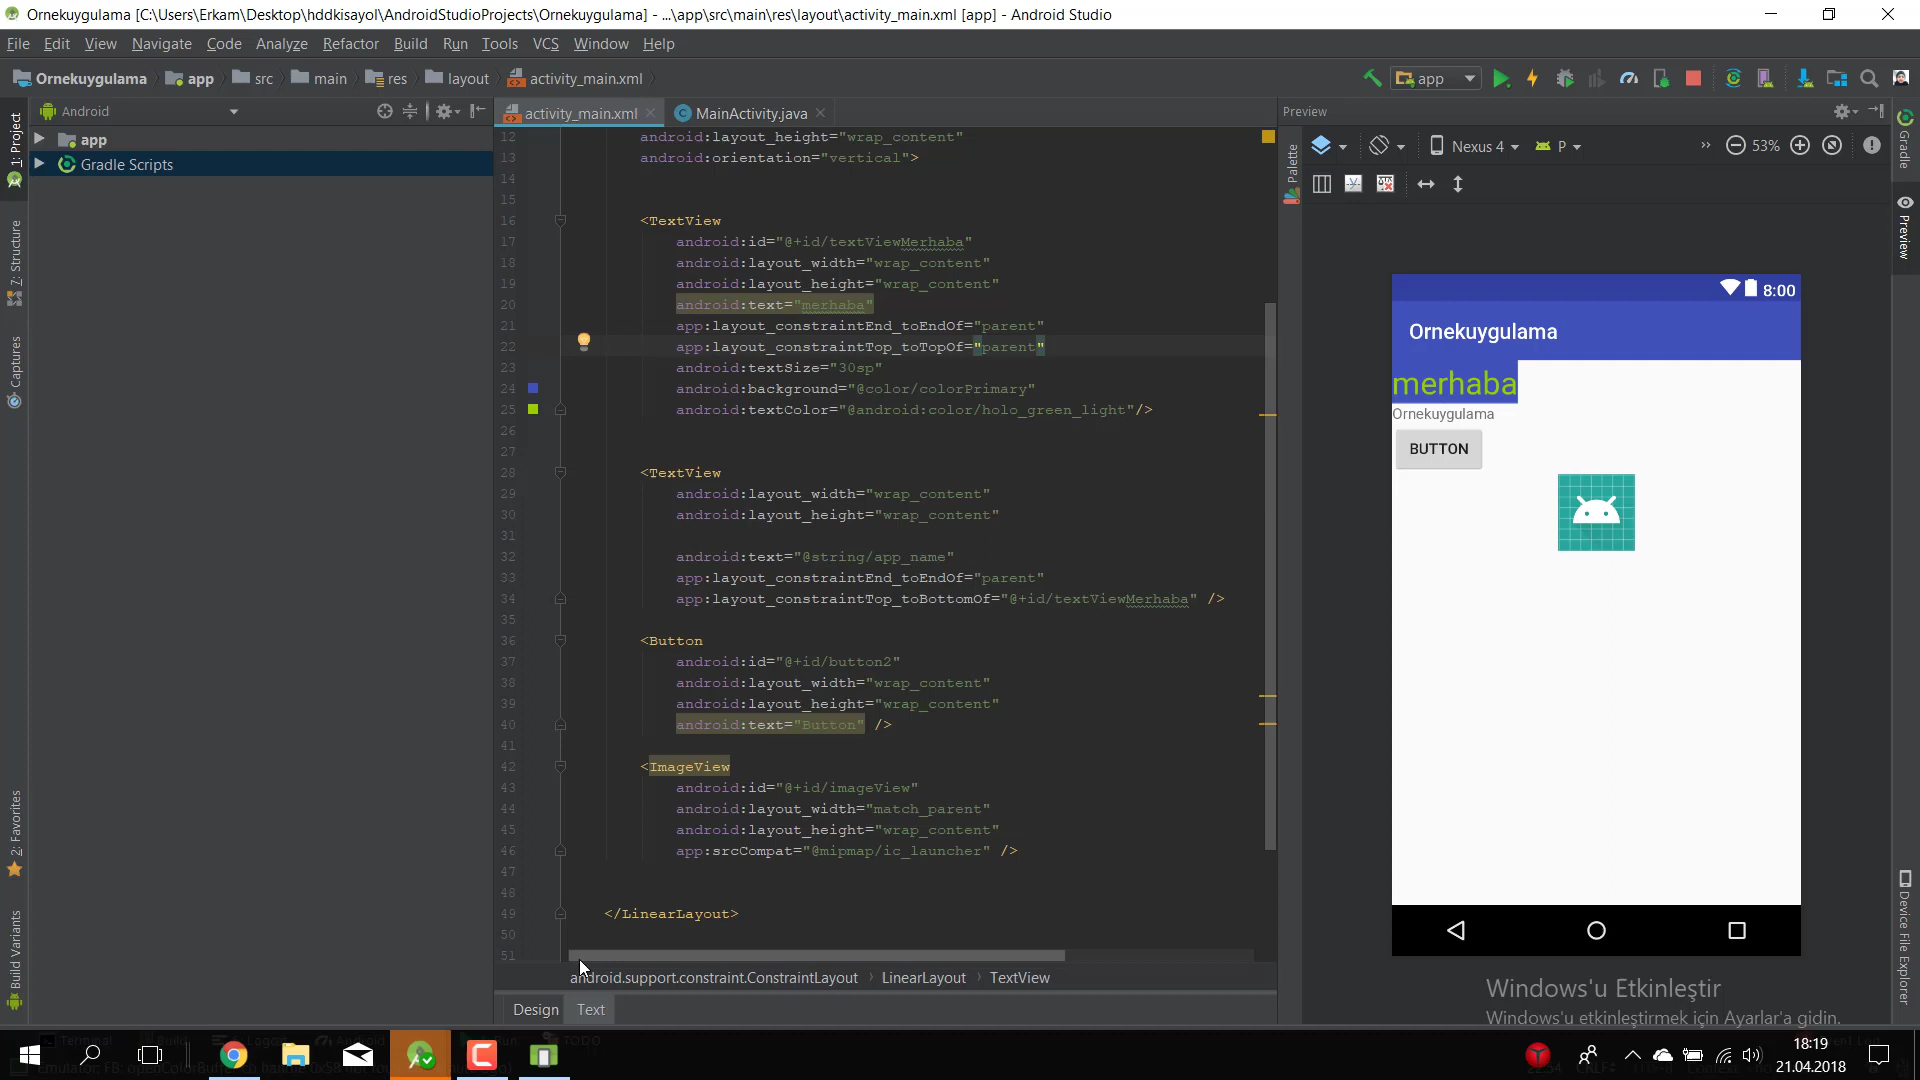 Ornekuygulama [C:\Users\Erkam\Desktop\hddkisayol\AndroidStudioProjects\Ornekuygulama] - ...\app\src\main\res\layout\activity_main.xml [app] - Android Studio
File Edit View Navigate Code Analyze Refactor Build Run Tools VCS Window Help
Ornekuygulama app src main res layout activity_main.xml app
Android activity_main.xml MainActivity.java Preview
1: Project
7: Structure
Captures
2: Favorites
Build Variants
app
Gradle Scripts
12 android:layout_height="wrap_content"
13 android:orientation="vertical">
14
15
16 <TextView
17 android:id="@+id/textViewMerhaba"
18 android:layout_width="wrap_content"
19 android:layout_height="wrap_content"
20 android:text="merhaba"
21 app:layout_constraintEnd_toEndOf="parent"
22 app:layout_constraintTop_toTopOf="parent"
23 android:textSize="30sp"
24 android:background="@color/colorPrimary"
25 android:textColor="@android:color/holo_green_light"/>
26
27
28 <TextView
29 android:layout_width="wrap_content"
30 android:layout_height="wrap_content"
31
32 android:text="@string/app_name"
33 app:layout_constraintEnd_toEndOf="parent"
34 app:layout_constraintTop_toBottomOf="@+id/textViewMerhaba" />
35
36 <Button
37 android:id="@+id/button2"
38 android:layout_width="wrap_content"
39 android:layout_height="wrap_content"
40 android:text="Button" />
41
42 <ImageView
43 android:id="@+id/imageView"
44 android:layout_width="match_parent"
45 android:layout_height="wrap_content"
46 app:srcCompat="@mipmap/ic_launcher" />
47
48
49 </LinearLayout>
50
51
android.support.constraint.ConstraintLayout LinearLayout TextView
Design Text
Palette
Nexus 4 P 53%
8:00
Ornekuygulama
merhaba
Ornekuygulama
BUTTON
Gradle
Preview
Device File Explorer
Windows'u Etkinleştir
Windows'u etkinleştirmek için Ayarlar'a gidin.
Terminal TODO
18:19
21.04.2018